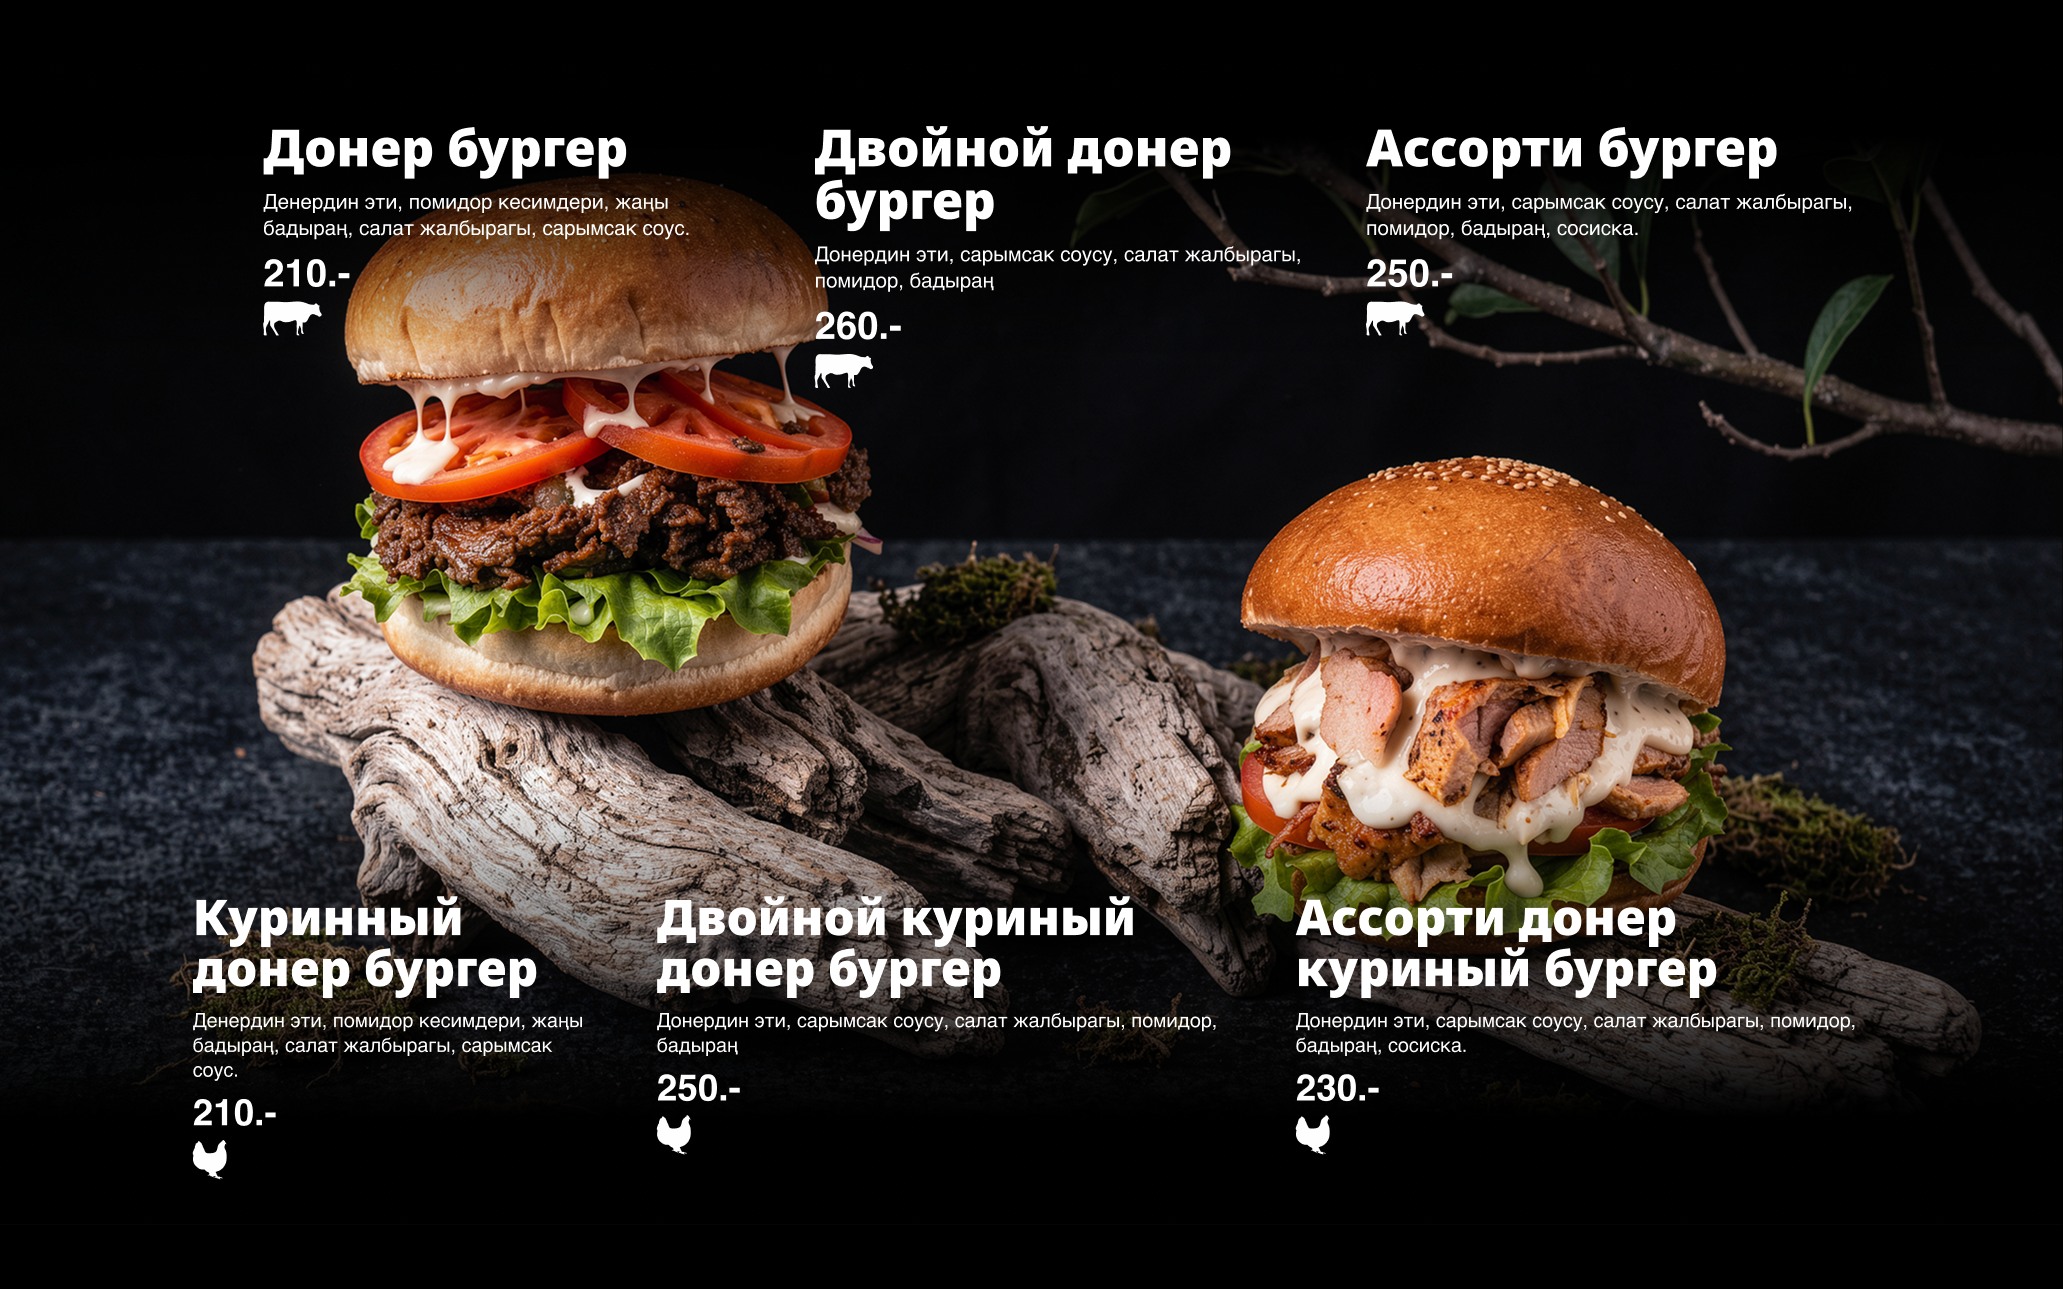 Донер бургер
Денердин эти, помидор кесимдери, жаңы
бадыраң, салат жалбырагы, сарымсак соус.
210.-
Двойной донер
бургер
Донердин эти, сарымсак соусу, салат жалбырагы,
помидор, бадыраң
260.-
Ассорти бургер
Донердин эти, сарымсак соусу, салат жалбырагы,
помидор, бадыраң, сосиска.
250.-
Куринный
донер бургер
Денердин эти, помидор кесимдери, жаңы
бадыраң, салат жалбырагы, сарымсак
соус.
210.-
Двойной куриный
донер бургер
Донердин эти, сарымсак соусу, салат жалбырагы, помидор,
бадыраң
250.-
Ассорти донер
куриный бургер
Донердин эти, сарымсак соусу, салат жалбырагы, помидор,
бадыраң, сосиска.
230.-